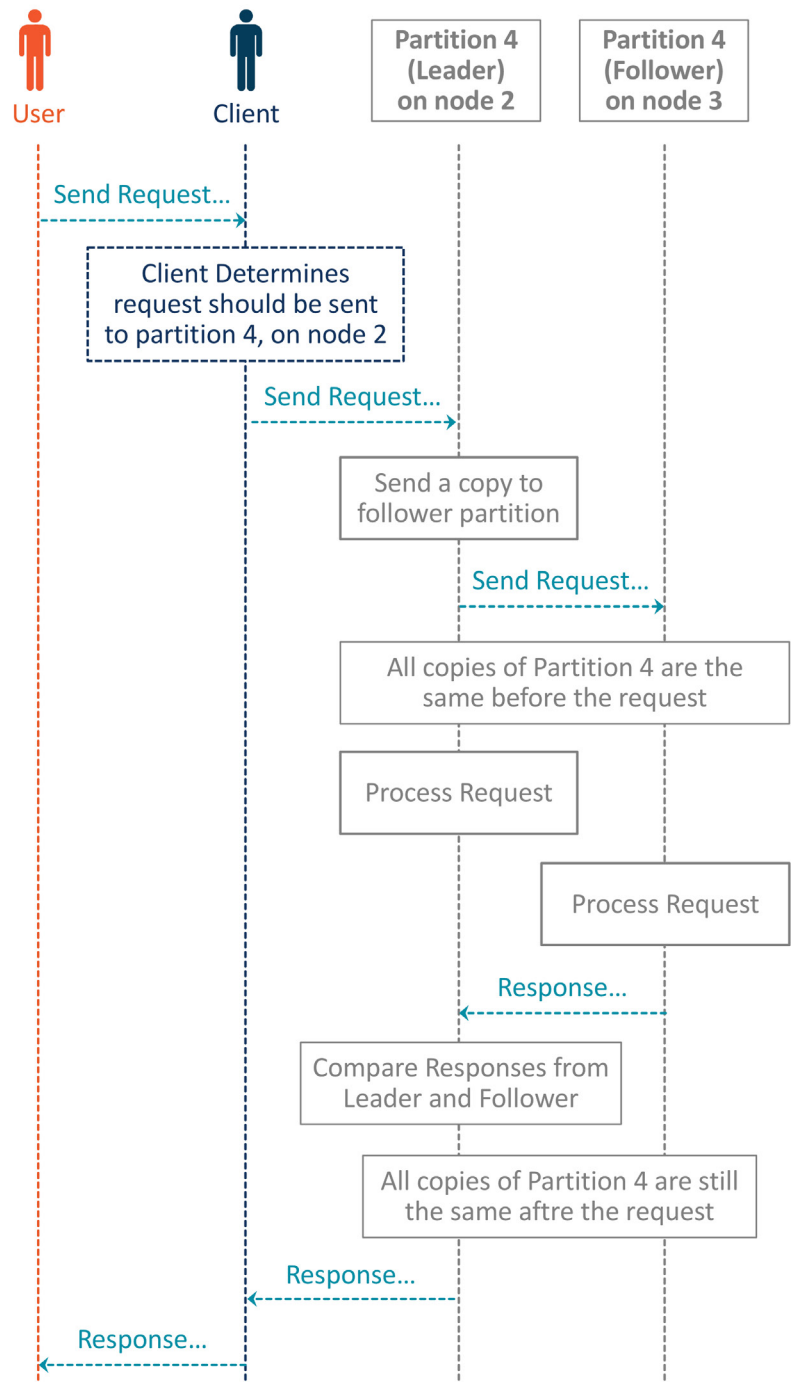 User
Client
Partition 4
(Leader)
on node 2
Partition 4
(Follower)
on node 3
Send Request...
Client Determines
request should be sent
to partition 4, on node 2
Send Request...
Send a copy to
follower partition
Send Request...
All copies of Partition 4 are the
same before the request
Process Request
Process Request
Response...
Compare Responses from
Leader and Follower
All copies of Partition 4 are still
the same aftre the request
Response...
Response...